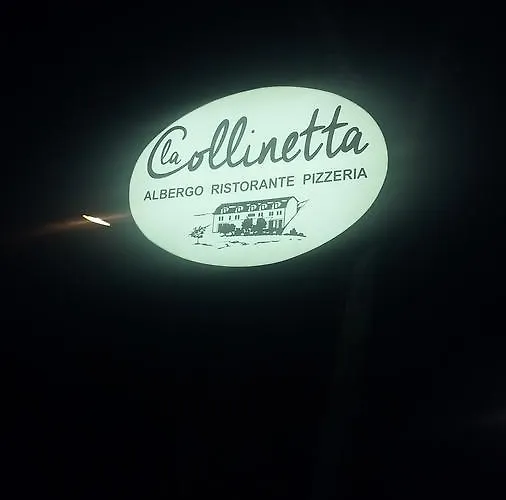 La Collinetta
ALBERGO RISTORANTE PIZZERIA